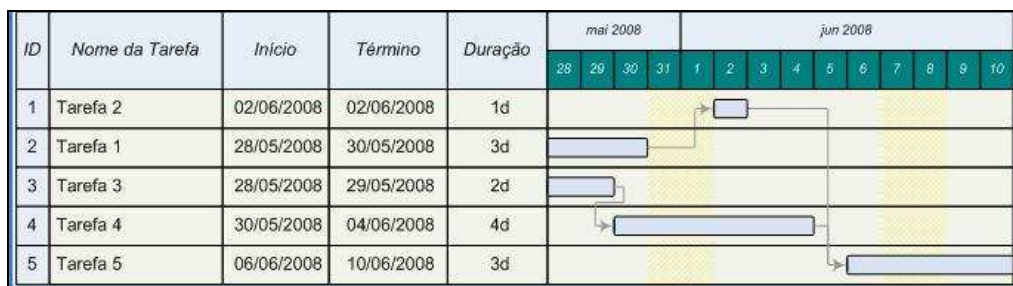 ID Nome da Tarefa Início Término Duração mai 2008 jun 2008
28 29 30 31 1 2 3 4 5 6 7 8 9 10
1 Tarefa 2 02/06/2008 02/06/2008 1d
2 Tarefa 1 28/05/2008 30/05/2008 3d
3 Tarefa 3 28/05/2008 29/05/2008 2d
4 Tarefa 4 30/05/2008 04/06/2008 4d
5 Tarefa 5 06/06/2008 10/06/2008 3d